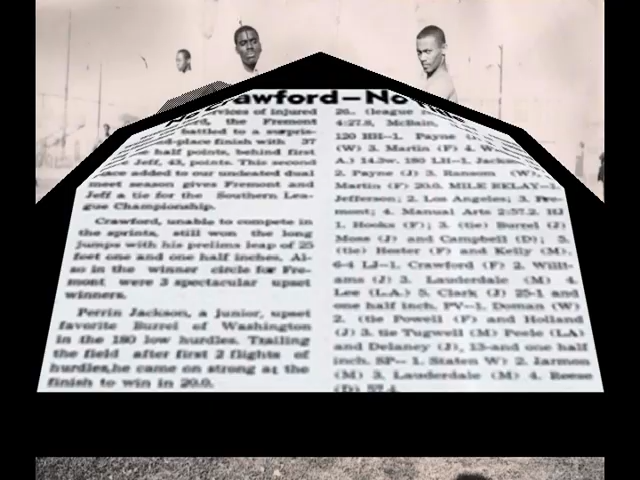 awford—No
rvices of injured
rd, the Fremont
battled to a surpris-
d-place finish with 37
half points, behind first
Jeff, 43, points. This second
ace added to our undeated dual
meet season gives Fremont and
Jeff a tie for the Southern Lea-
gue Championship.
Crawford, unable to compete in
the sprints, still won the long
jumps with his prelims leap of 25
feet one and one half inches. Al-
so in the winner circle for Fre-
mont were 3 spectacular upset
winners.
Perrin Jackson, a junior, upset
favorite Burrel of Washington
in the 180 low hurdles. Trailing
the field after first 2 flights of
hurdles,he came on strong at the
finish to win in 20.0.
26., (league
4:27.8, McBain,
120 HH—1. Payne
(W) 3. Martin (F) 4. W
A.) 14.3w. 180 LH—1. Jacks
2. Payne (J) 3. Ransom (W),
Martin (F) 20.0. MILE RELAY—1.
Jefferson; 2. Los Angeles; 3. Fre-
mont; 4. Manual Arts 2:57.2. HJ
1. Hooks (F); 3. (tie) Burrel (J)
Moss (J) and Campbell (D); 5.
(tie) Hester (F) and Kelly (M),
6-4 LJ—1. Crawford (F) 2. Willi-
ams (J) 3. Lauderdale (M) 4.
Lee (L.A.) 5. Clark (J) 25-1 and
one half inch, PV—1. Doman (W)
2. (tie Powell (F) and Holland
(J) 3. tie Tugwell (M) Peele (LA)
and Delaney (J), 13-and one half
inch. SP— 1. Staten W) 2. Jarmon
(M) 3. Lauderdale (M) 4. Reese
(D) 57.4